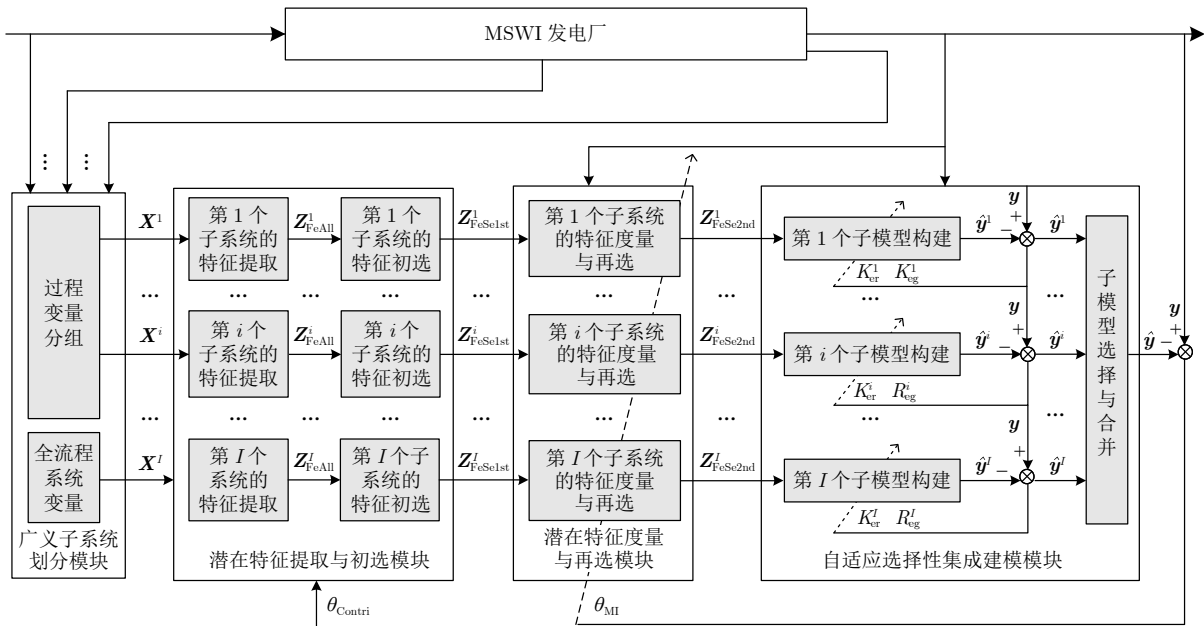 MSWI 发电厂
... ...
过程
变量
分组
全流程
系统
变量
广义子系统
划分模块
X^1
...
X^i
...
X^I
第 1 个
子系统的
特征提取
...
第 i 个
子系统的
特征提取
...
第 I 个
系统的
特征提取
Z^1_FeAll
...
Z^i_FeAll
...
Z^I_FeAll
第 1 个
子系统的
特征初选
...
第 i 个
子系统的
特征初选
...
第 I 个子
系统的
特征初选
潜在特征提取与初选模块
θ_Contri
Z^1_FeSe1st
...
Z^i_FeSe1st
...
Z^I_FeSe1st
第 1 个子系统
的特征度量
与再选
...
第 i 个子系统
的特征度量
与再选
...
第 I 个子系统
的特征度量
与再选
潜在特征度量
与再选模块
θ_MI
Z^1_FeSe2nd
...
Z^i_FeSe2nd
...
Z^I_FeSe2nd
第 1 个子模型构建
K^1_er K^1_eg
...
第 i 个子模型构建
K^i_er R^i_eg
...
第 I 个子模型构建
K^I_er R^I_eg
y
+
ŷ^1 − ŷ^1
...
y
+
ŷ^i − ŷ^i
...
y
+
ŷ^I − ŷ^I
子模型选择与合并
自适应选择性集成建模模块
y
+
ŷ −